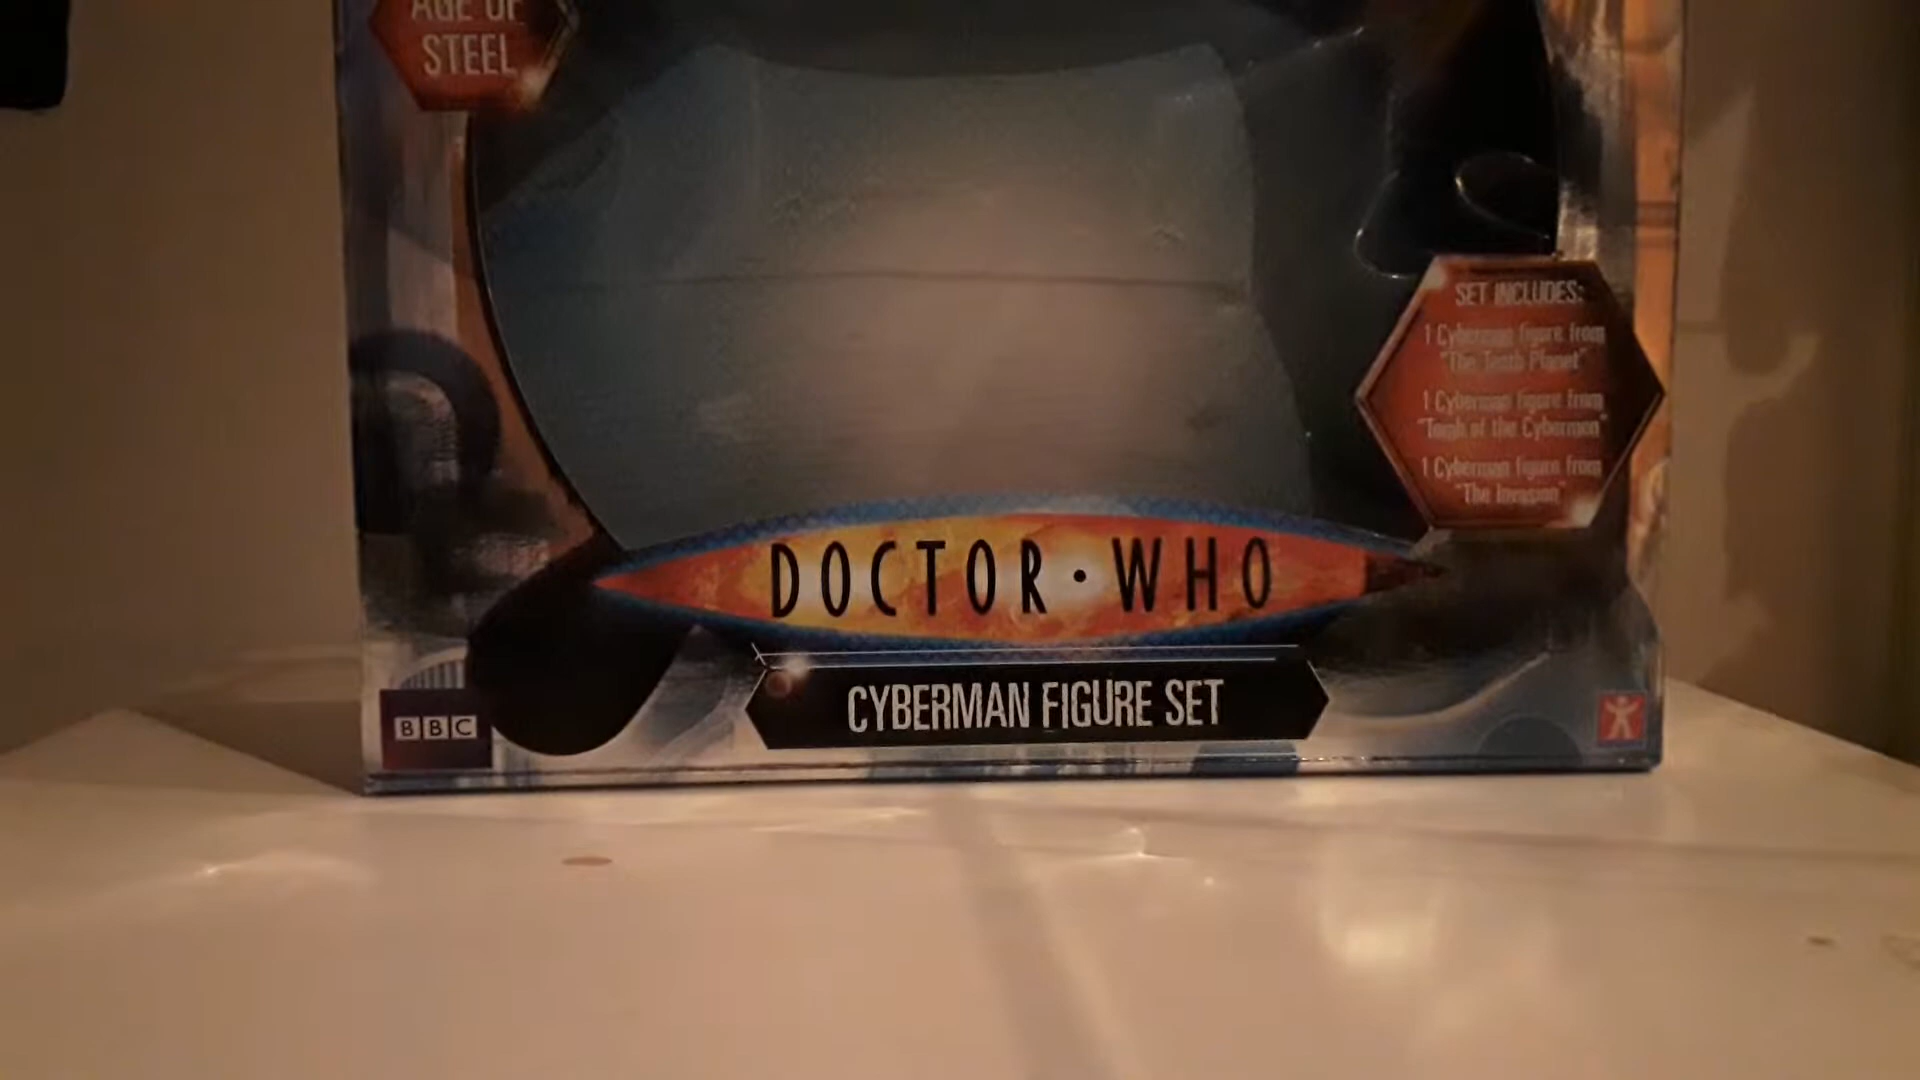 AGE OF
STEEL
SET INCLUDES:
1 Cyberman figure from
"The Tenth Planet"
1 Cyberman figure from
"Tomb of the Cybermen"
1 Cyberman figure from
"The Invasion"
DOCTOR·WHO
CYBERMAN FIGURE SET
BBC